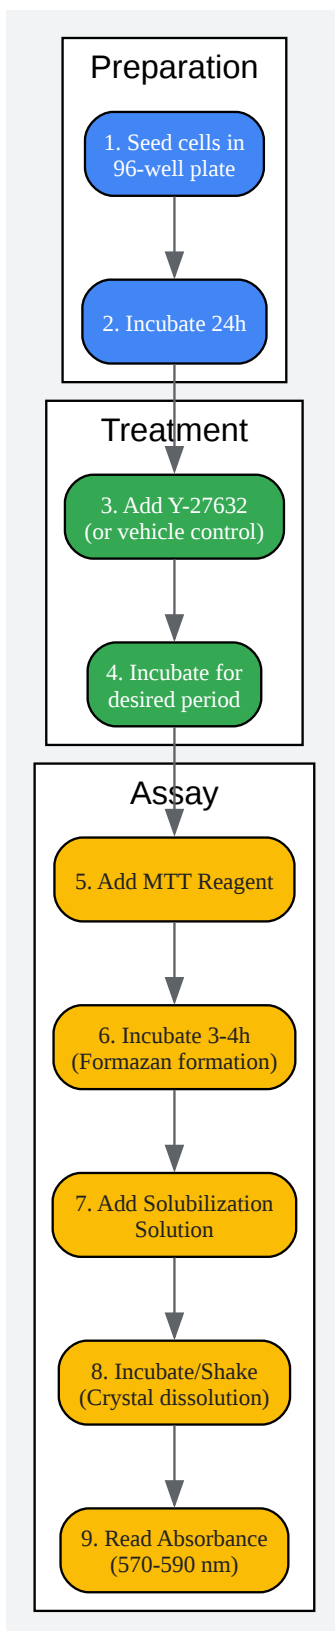 Preparation
1. Seed cells in
96-well plate
2. Incubate 24h
Treatment
3. Add Y-27632
(or vehicle control)
4. Incubate for
desired period
Assay
5. Add MTT Reagent
6. Incubate 3-4h
(Formazan formation)
7. Add Solubilization
Solution
8. Incubate/Shake
(Crystal dissolution)
9. Read Absorbance
(570-590 nm)